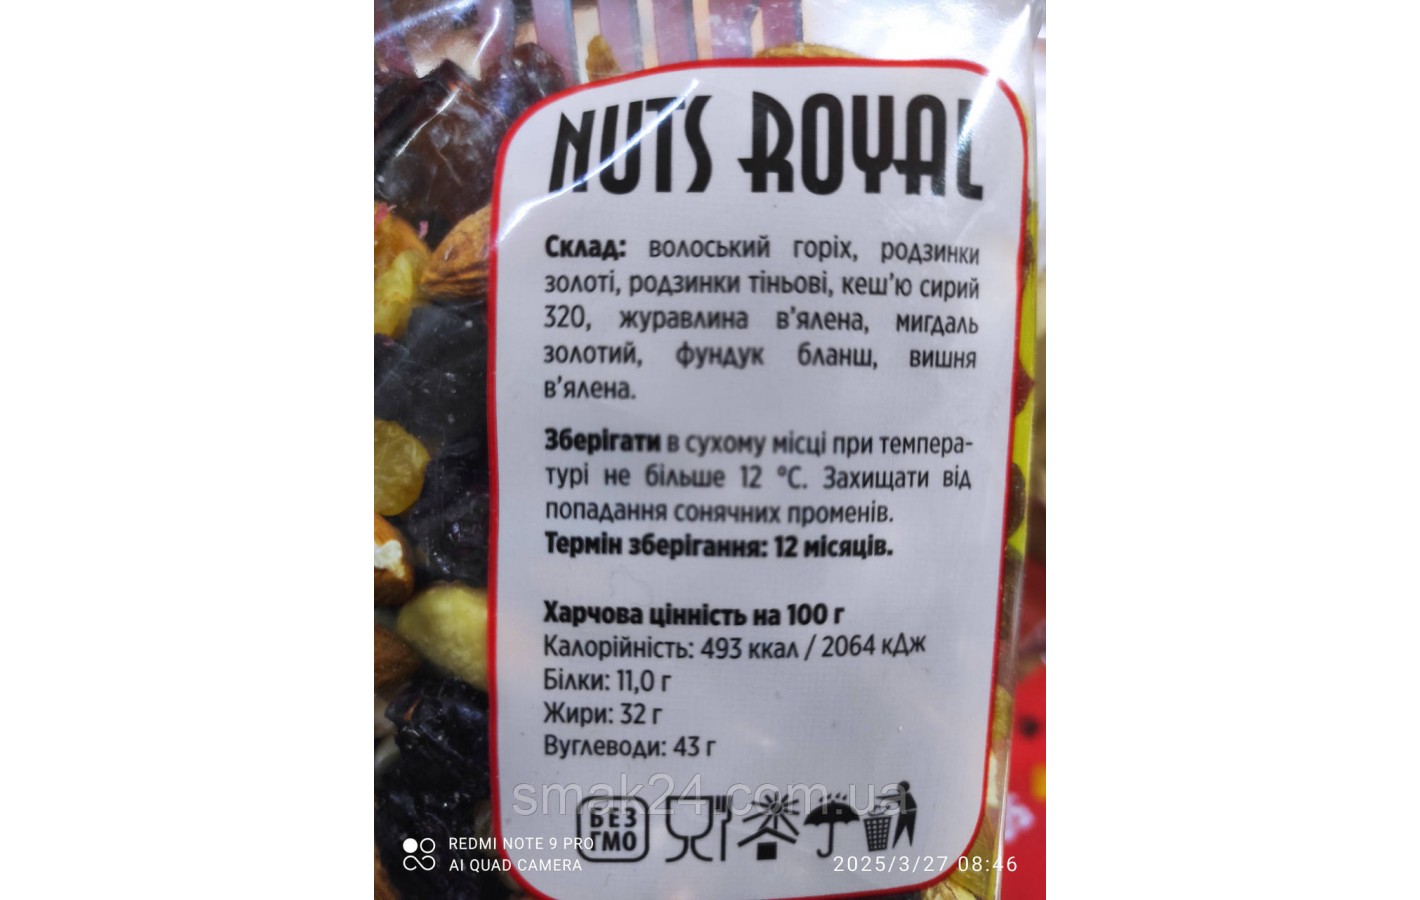 NUTS ROYAL
Склад: волоський горіх, родзинки
золоті, родзинки тіньові, кеш'ю сирий
320, журавлина в'ялена, мигдаль
золотий, фундук бланш, вишня
в'ялена.
Зберігати в сухому місці при темпера-
турі не більше 12 °С. Захищати від
попадання сонячних променів.
Термін зберігання: 12 місяців.
Харчова цінність на 100 г
Калорійність: 493 ккал / 2064 кДж
Білки: 11,0 г
Жири: 32 г
Вуглеводи: 43 г
smak24.com.ua
БЕЗ
ГМО
REDMI NOTE 9 PRO
AI QUAD CAMERA
2025/3/27 08:46